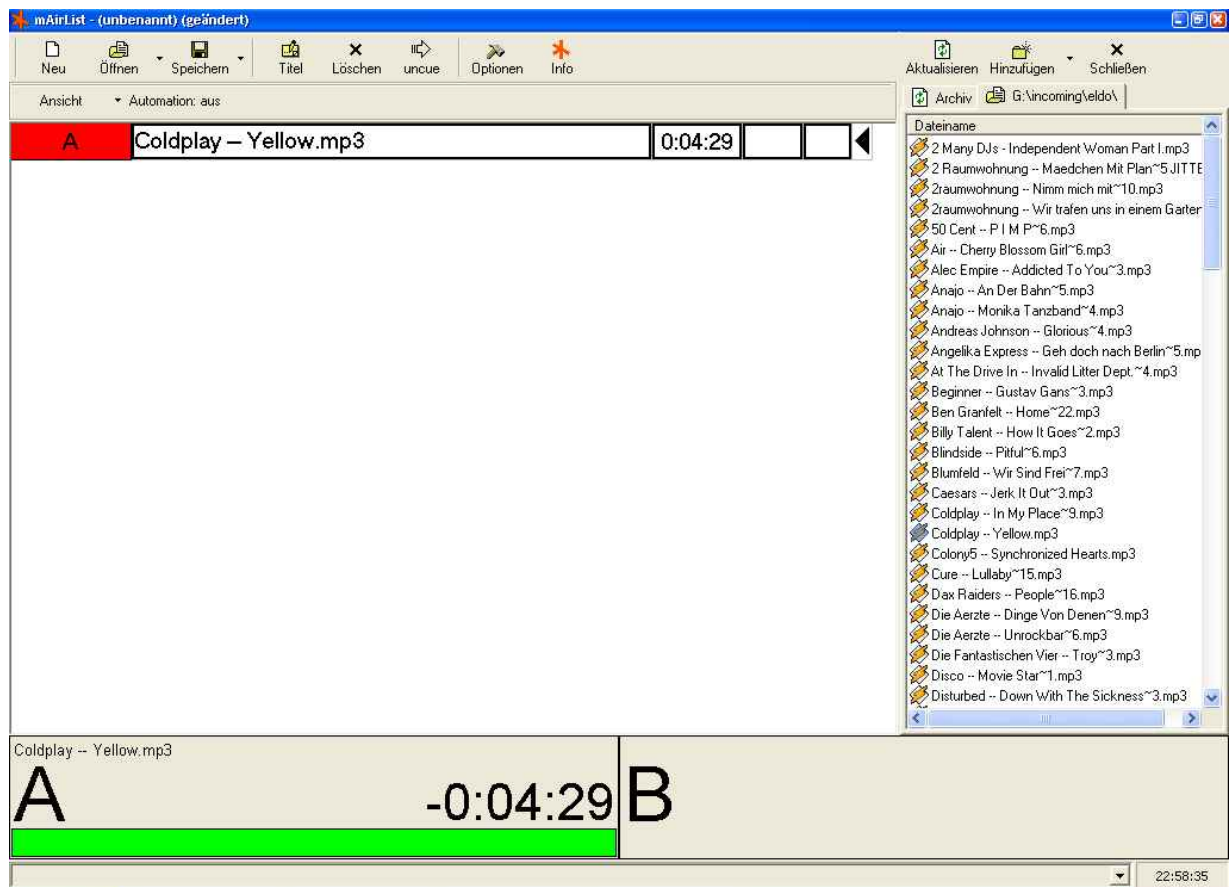 mAirList - (unbenannt) (geändert)
Neu Öffnen Speichern Titel Löschen uncue Optionen Info
Aktualisieren Hinzufügen Schließen
Ansicht Automation: aus
Archiv G:\incoming\eldo\
A Coldplay -- Yellow.mp3 0:04:29
Dateiname
2 Many DJs - Independent Woman Part I.mp3
2 Raumwohnung -- Maedchen Mit Plan~5 JITTE
2raumwohnung -- Nimm mich mit~10.mp3
2raumwohnung -- Wir trafen uns in einem Garter
50 Cent -- P I M P~6.mp3
Air -- Cherry Blossom Girl~6.mp3
Alec Empire -- Addicted To You~3.mp3
Anajo -- An Der Bahn~5.mp3
Anajo -- Monika Tanzband~4.mp3
Andreas Johnson -- Glorious~4.mp3
Angelika Express -- Geh doch nach Berlin~5.mp
At The Drive In -- Invalid Litter Dept.~4.mp3
Beginner -- Gustav Gans~3.mp3
Ben Granfelt -- Home~22.mp3
Billy Talent -- How It Goes~2.mp3
Blindside -- Pitful~6.mp3
Blumfeld -- Wir Sind Frei~7.mp3
Caesars -- Jerk It Out~3.mp3
Coldplay -- In My Place~9.mp3
Coldplay -- Yellow.mp3
Colony5 -- Synchronized Hearts.mp3
Cure -- Lullaby~15.mp3
Dax Raiders -- People~16.mp3
Die Aerzte -- Dinge Von Denen~9.mp3
Die Aerzte -- Unrockbar~6.mp3
Die Fantastischen Vier -- Troy~3.mp3
Disco -- Movie Star~1.mp3
Disturbed -- Down With The Sickness~3.mp3
Coldplay -- Yellow.mp3
A -0:04:29 B
22:58:35